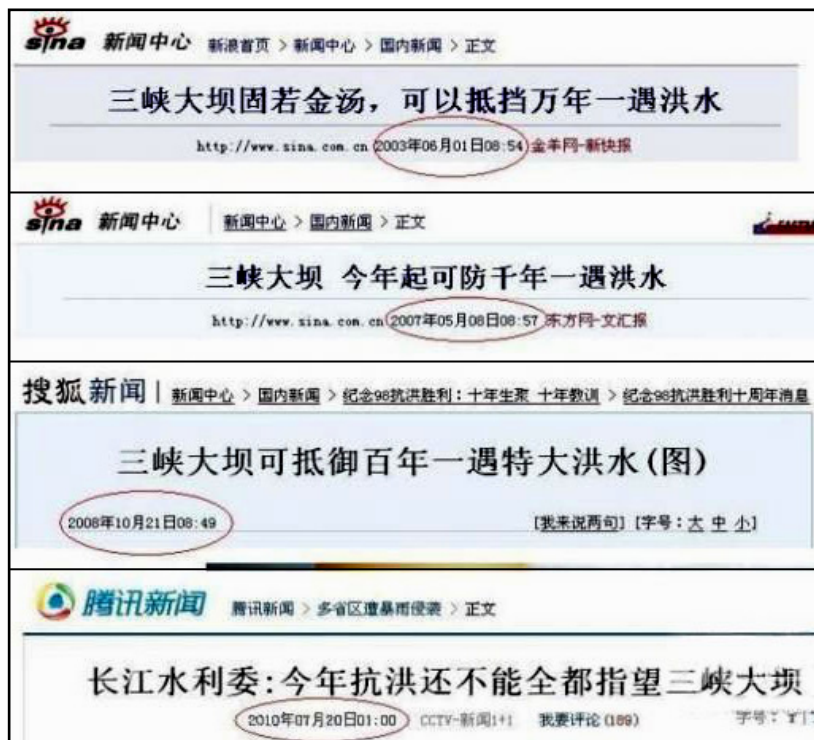 sina 新闻中心 新浪首页 > 新闻中心 > 国内新闻 > 正文
三峡大坝固若金汤，可以抵挡万年一遇洪水
http://www.sina.com.cn 2003年06月01日08:54 金羊网-新快报
sina 新闻中心 新闻中心 > 国内新闻 > 正文
三峡大坝 今年起可防千年一遇洪水
http://www.sina.com.cn 2007年05月08日08:57 东方网-文汇报
搜狐新闻 | 新闻中心 > 国内新闻 > 纪念98抗洪胜利：十年生聚 十年教训 > 纪念98抗洪胜利十周年消息
三峡大坝可抵御百年一遇特大洪水(图)
2008年10月21日08:49 [我来说两句] [字号：大 中 小]
腾讯新闻 腾讯新闻 > 多省区遭暴雨侵袭 > 正文
长江水利委:今年抗洪还不能全都指望三峡大坝
2010年07月20日01:00 CCTV-新闻1+1 我要评论(189) 字号：